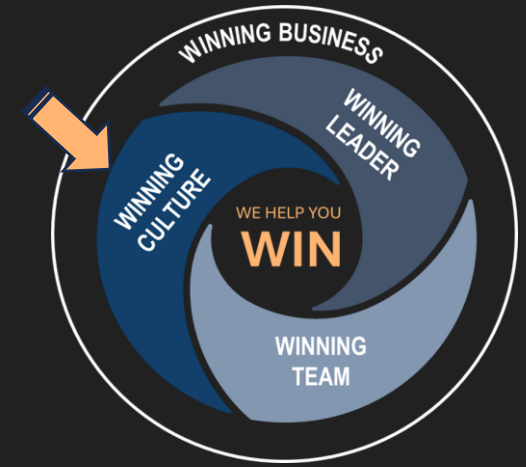 WINNING BUSINESS
WINNING
LEADER
WINNING
CULTURE
WE HELP YOU
WIN
WINNING
TEAM